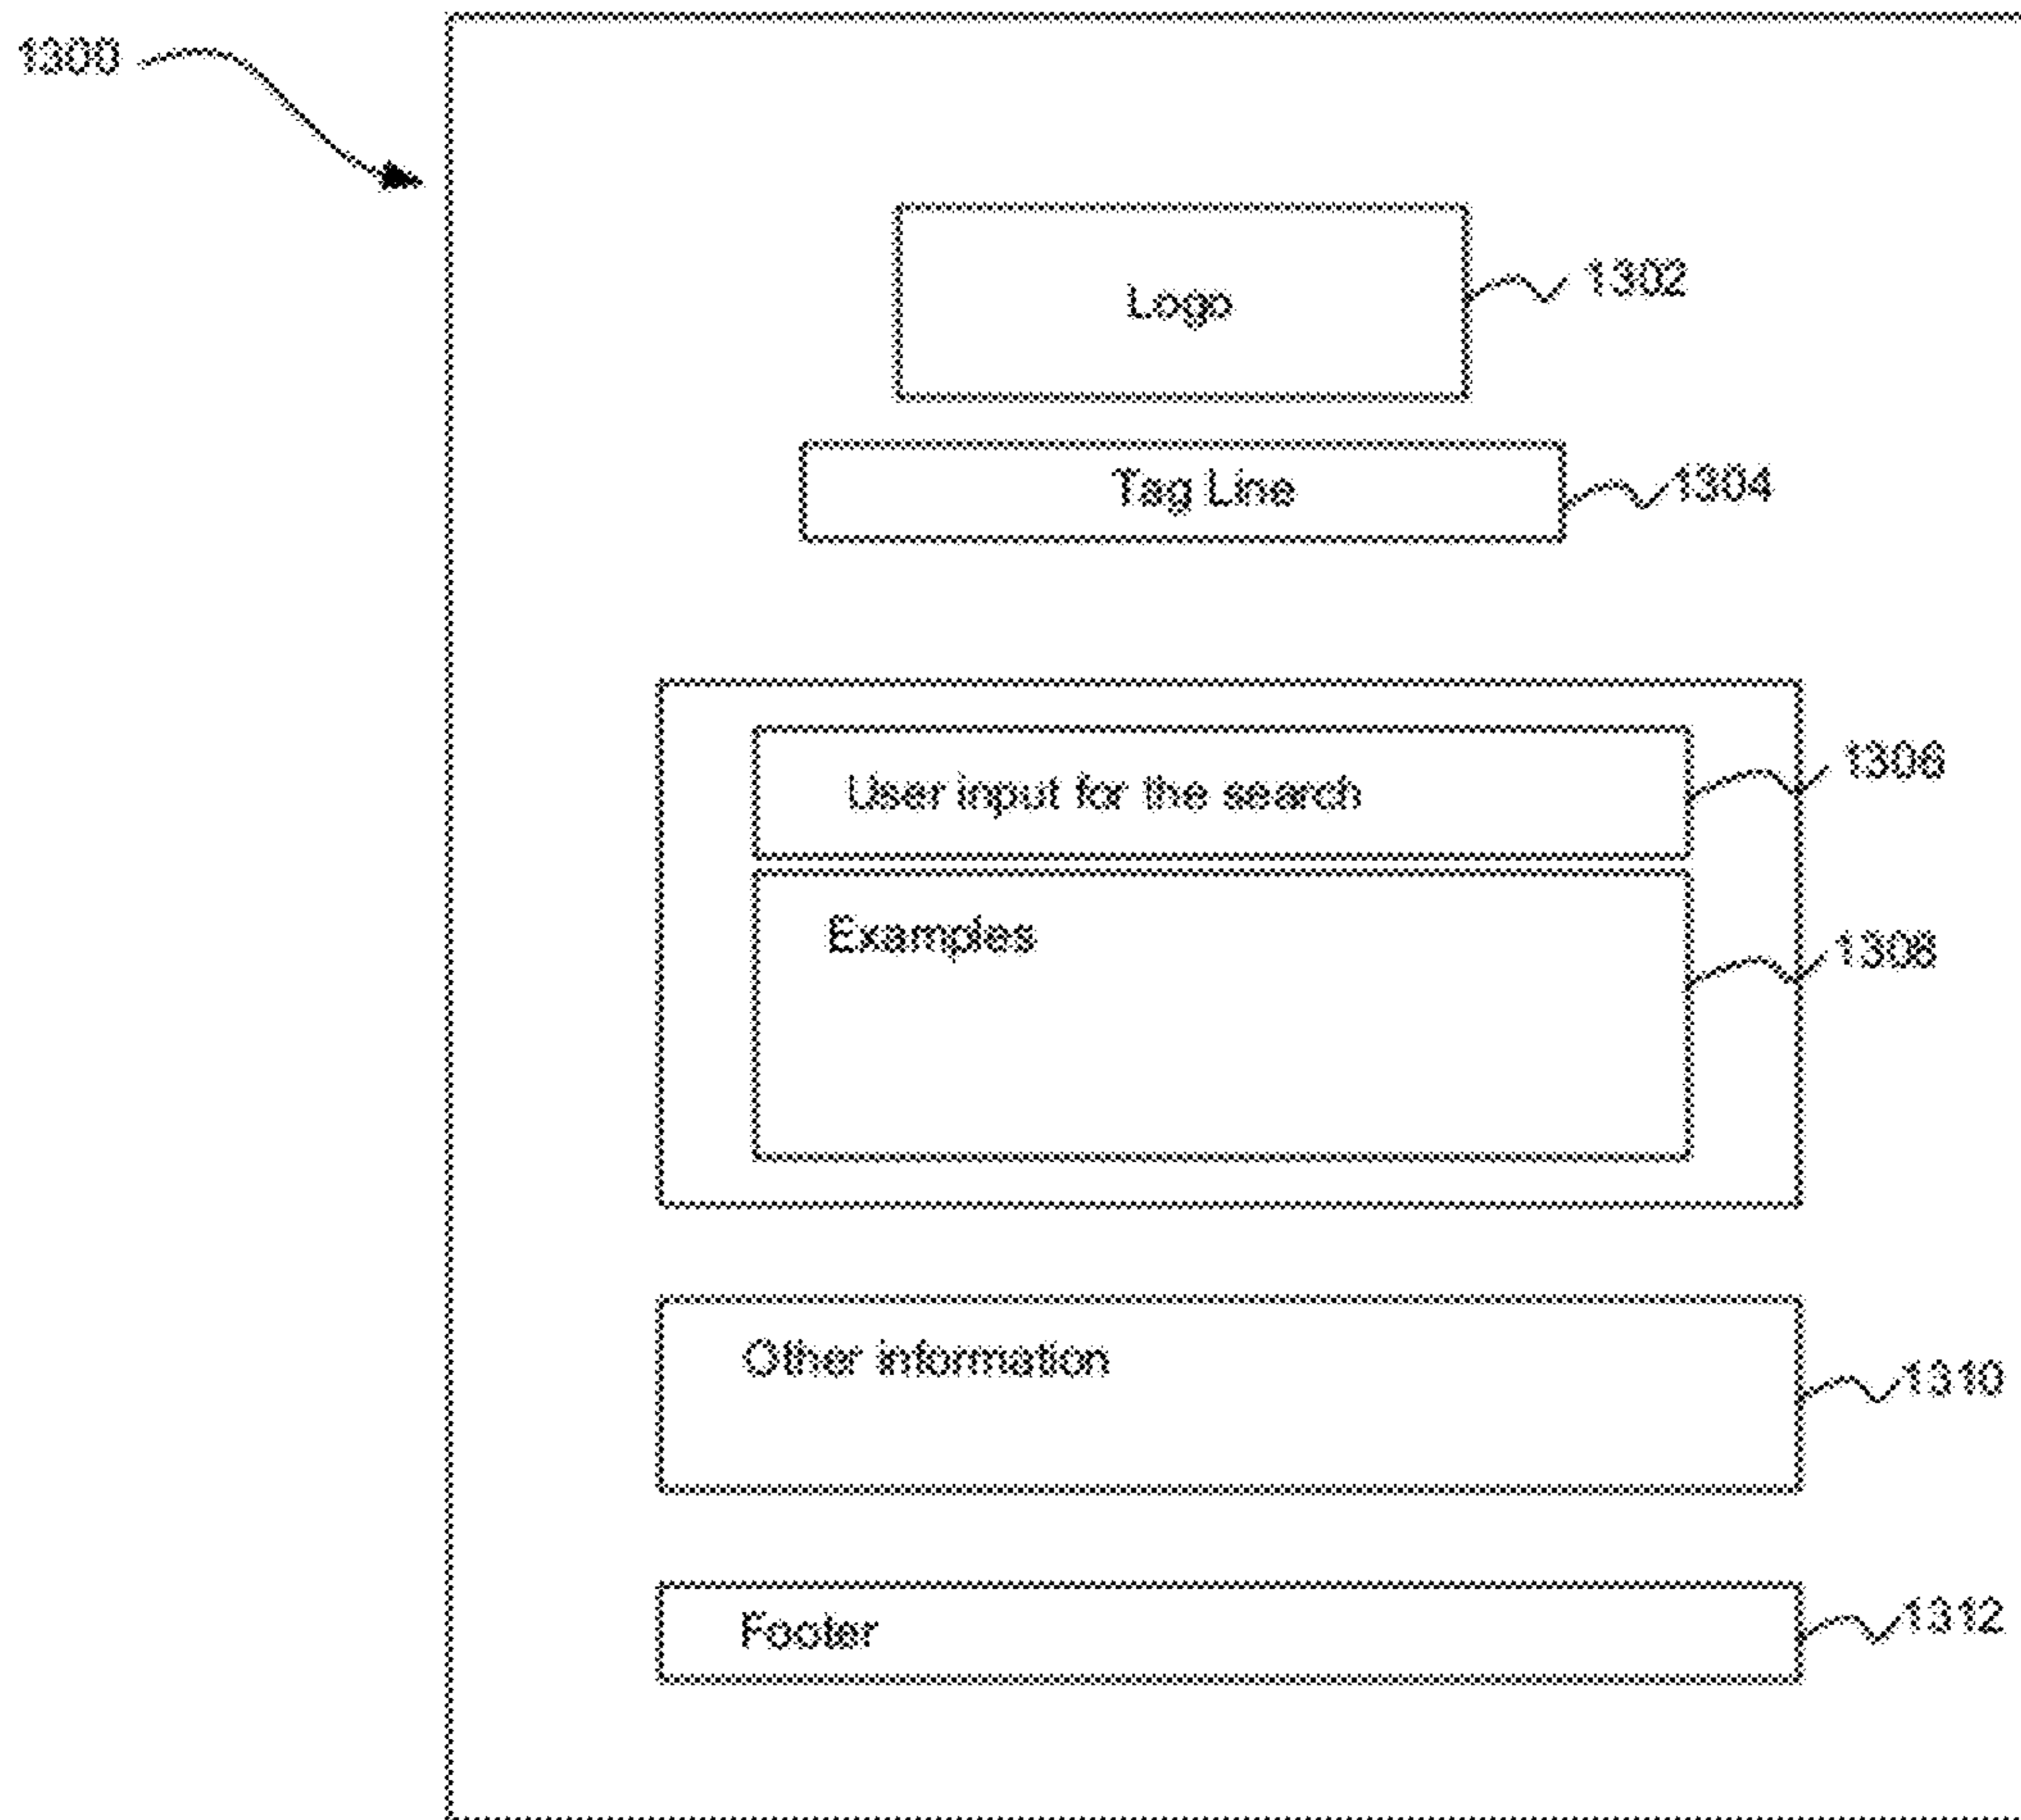 1300
Logo
1302
Tag Line
1304
User input for the search
1306
Examples
1308
Other information
1310
Footer
1312